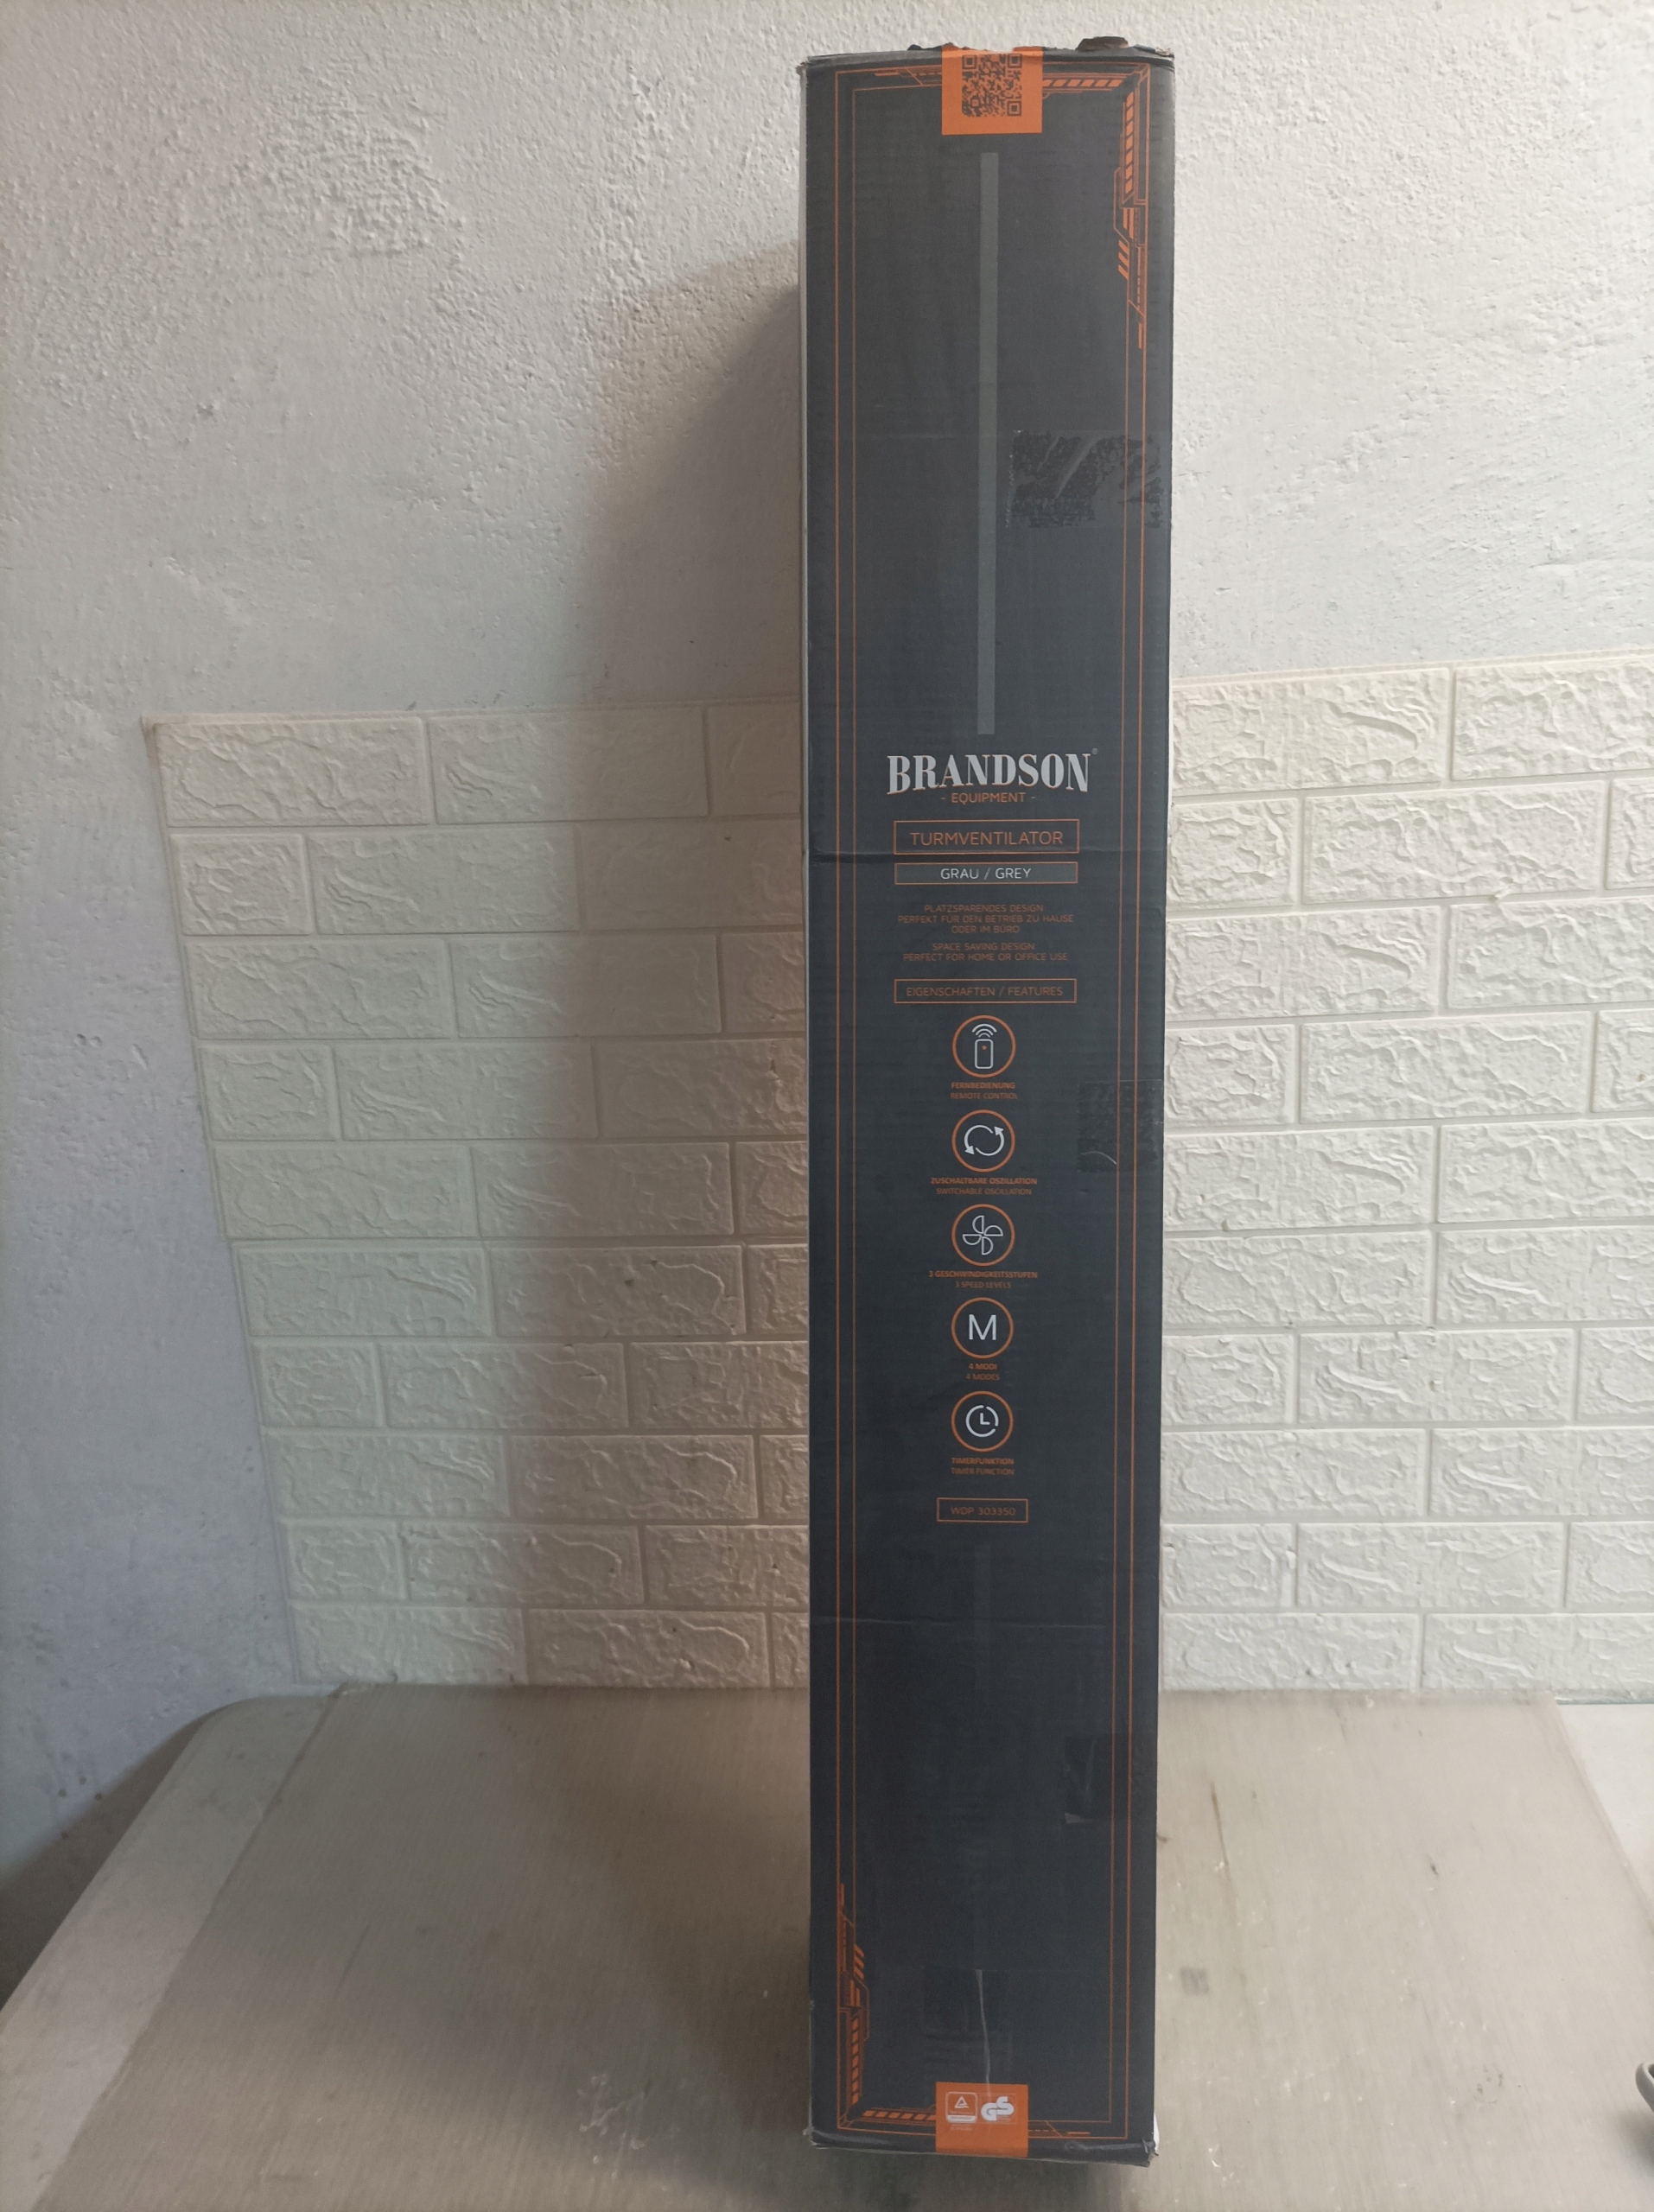 BRANDSON®
- EQUIPMENT -
TURMVENTILATOR
GRAU / GREY
PLATZSPARENDES DESIGN:
PERFEKT FÜR DEN BETRIEB ZU HAUSE
ODER IM BÜRO
SPACE SAVING DESIGN:
PERFECT FOR HOME OR OFFICE USE
EIGENSCHAFTEN / FEATURES
FERNBEDIENUNG
REMOTE CONTROL
ZUSCHALTBARE OSZILLATION
SWITCHABLE OSCILLATION
3 GESCHWINDIGKEITSSTUFEN
3 SPEED LEVELS
M
4 MODI
4 MODES
TIMERFUNKTION
TIMER FUNCTION
WDP 303350
GS